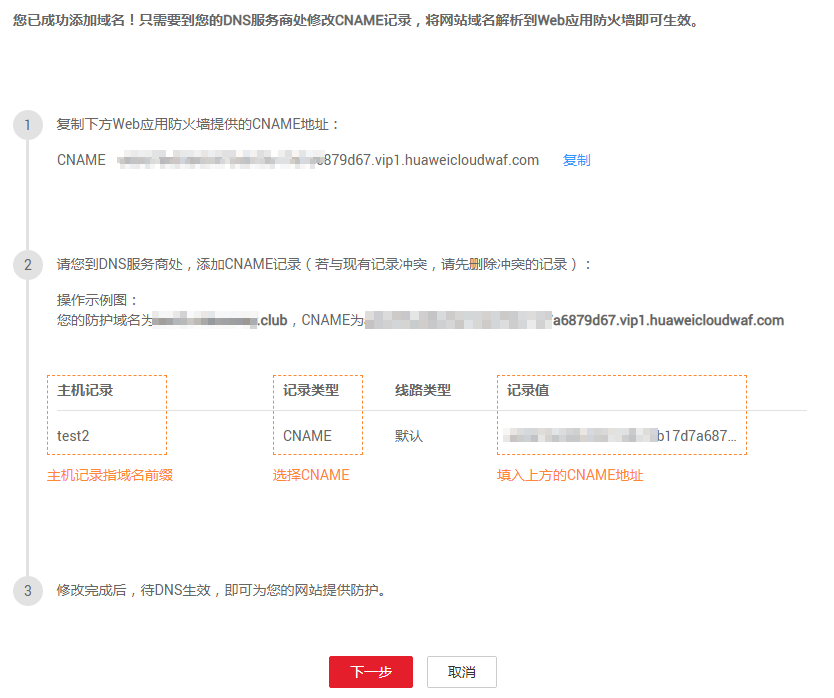 您已成功添加域名！只需要到您的DNS服务商处修改CNAME记录，将网站域名解析到Web应用防火墙即可生效。
1 复制下方Web应用防火墙提供的CNAME地址：
CNAME 879d67.vip1.huaweicloudwaf.com 复制
2 请您到DNS服务商处，添加CNAME记录（若与现有记录冲突，请先删除冲突的记录）：
操作示例图：
您的防护域名为 .club，CNAME为 a6879d67.vip1.huaweicloudwaf.com
主机记录 记录类型 线路类型 记录值
test2 CNAME 默认 b17d7a687...
主机记录指域名前缀 选择CNAME 填入上方的CNAME地址
3 修改完成后，待DNS生效，即可为您的网站提供防护。
下一步 取消